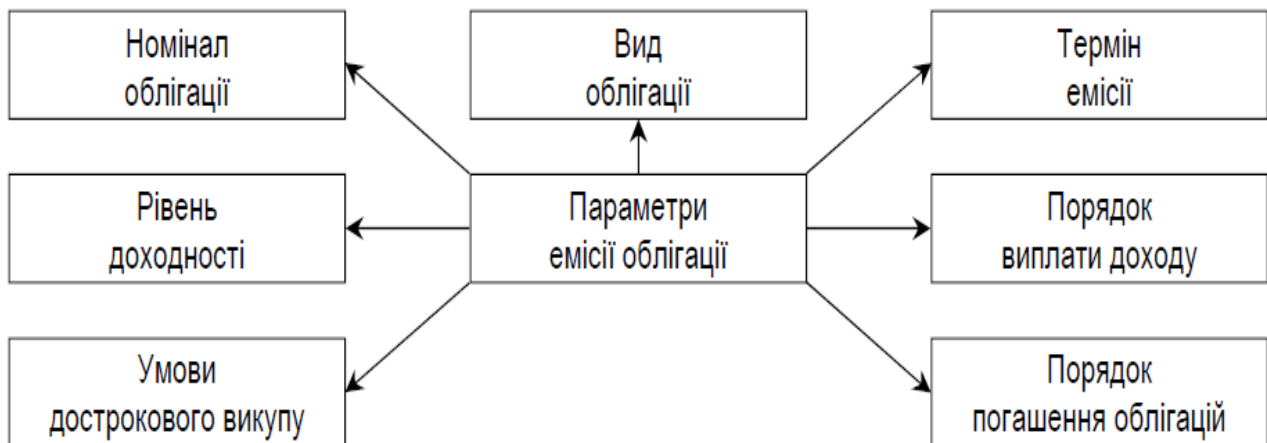 Номінал
облігації
Вид
облігації
Термін
емісії
Рівень
доходності
Параметри
емісії облігації
Порядок
виплати доходу
Умови
дострокового викупу
Порядок
погашення облігацій